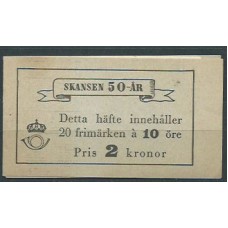 SKANSEN 50-ÅR
Detta häfte innehåller
20 frimärken à 10 öre
Pris 2 kronor